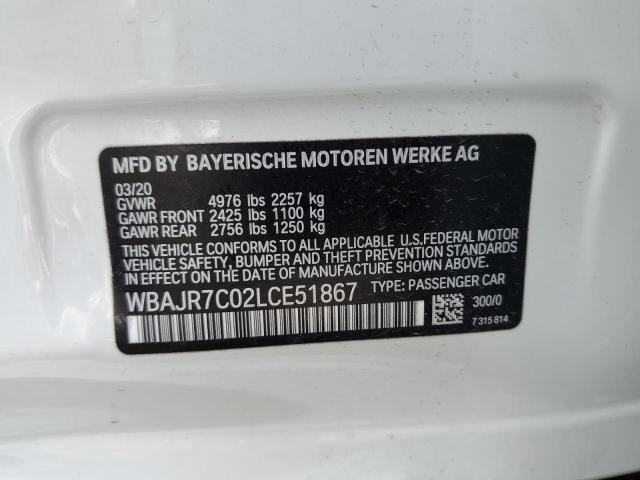 MFD BY BAYERISCHE MOTOREN WERKE AG
03/20
GVWR 4976 lbs 2257 kg
GAWR FRONT 2425 lbs 1100 kg
GAWR REAR 2756 lbs 1250 kg
THIS VEHICLE CONFORMS TO ALL APPLICABLE U.S.FEDERAL MOTOR
VEHICLE SAFETY, BUMPER, AND THEFT PREVENTION STANDARDS
IN EFFECT ON THE DATE OF MANUFACTURE SHOWN ABOVE.
WBAJR7C02LCE51867 TYPE: PASSENGER CAR
300/0
7315814